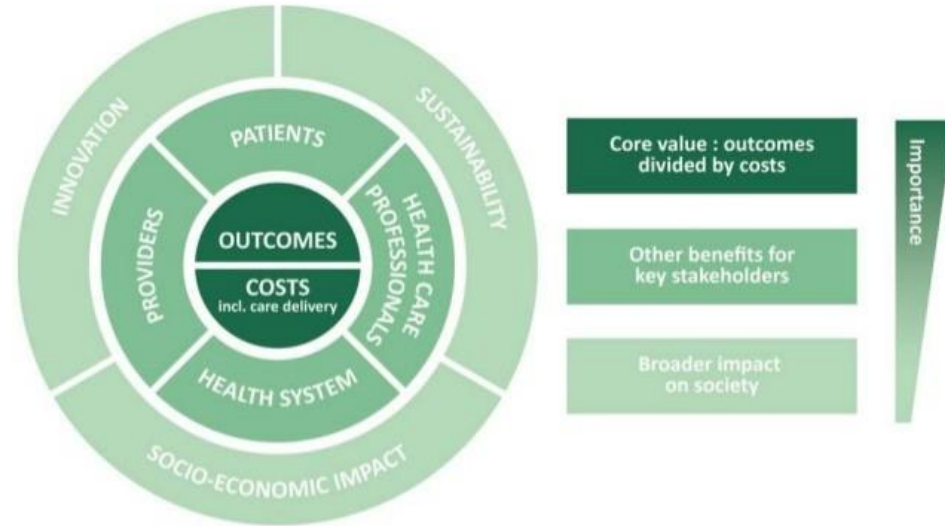 INNOVATION
SUSTAINABILITY
PATIENTS
PROVIDERS
HEALTH CARE
PROFESSIONALS
OUTCOMES
COSTS
incl. care delivery
HEALTH SYSTEM
SOCIO-ECONOMIC IMPACT
Core value : outcomes
divided by costs
Other benefits for
key stakeholders
Broader impact
on society
Importance